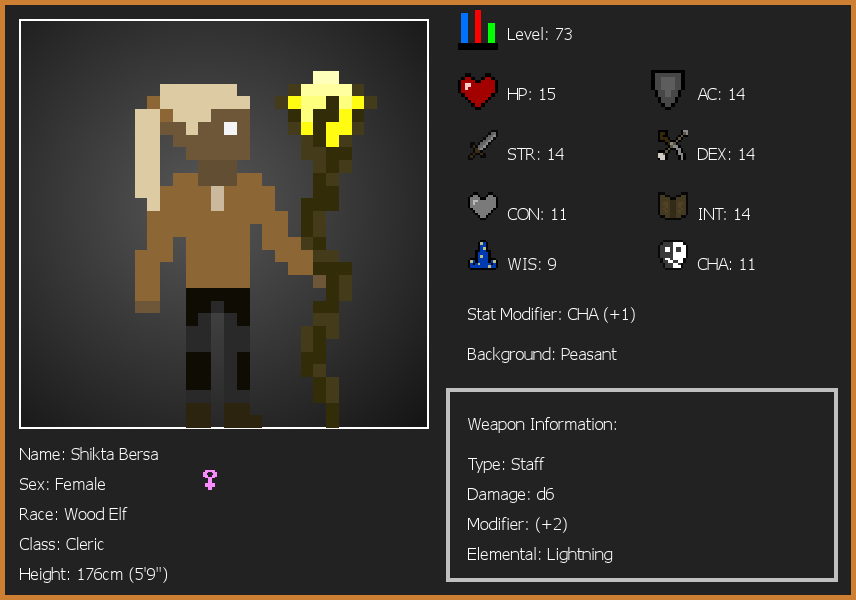 Level: 73
HP: 15
AC: 14
STR: 14
DEX: 14
CON: 11
INT: 14
WIS: 9
CHA: 11
Stat Modifier: CHA (+1)
Background: Peasant
Weapon Information:
Type: Staff
Damage: d6
Modifier: (+2)
Elemental: Lightning
Name: Shikta Bersa
Sex: Female
Race: Wood Elf
Class: Cleric
Height: 176cm (5'9")